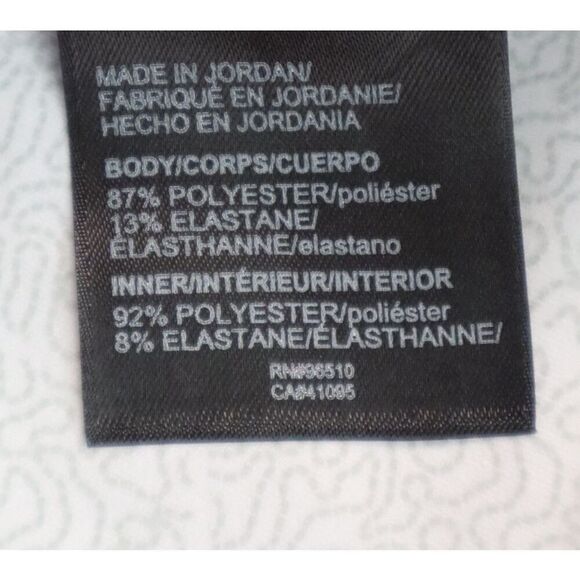 MADE IN JORDAN/
FABRIQUÉ EN JORDANIE/
HECHO EN JORDANIA
BODY/CORPS/CUERPO
87% POLYESTER/poliéster
13% ELASTANE/
ÉLASTHANNE/elastano
INNER/INTÉRIEUR/INTERIOR
92% POLYESTER/poliéster
8% ELASTANE/ÉLASTHANNE/
RN#96510
CA#41095